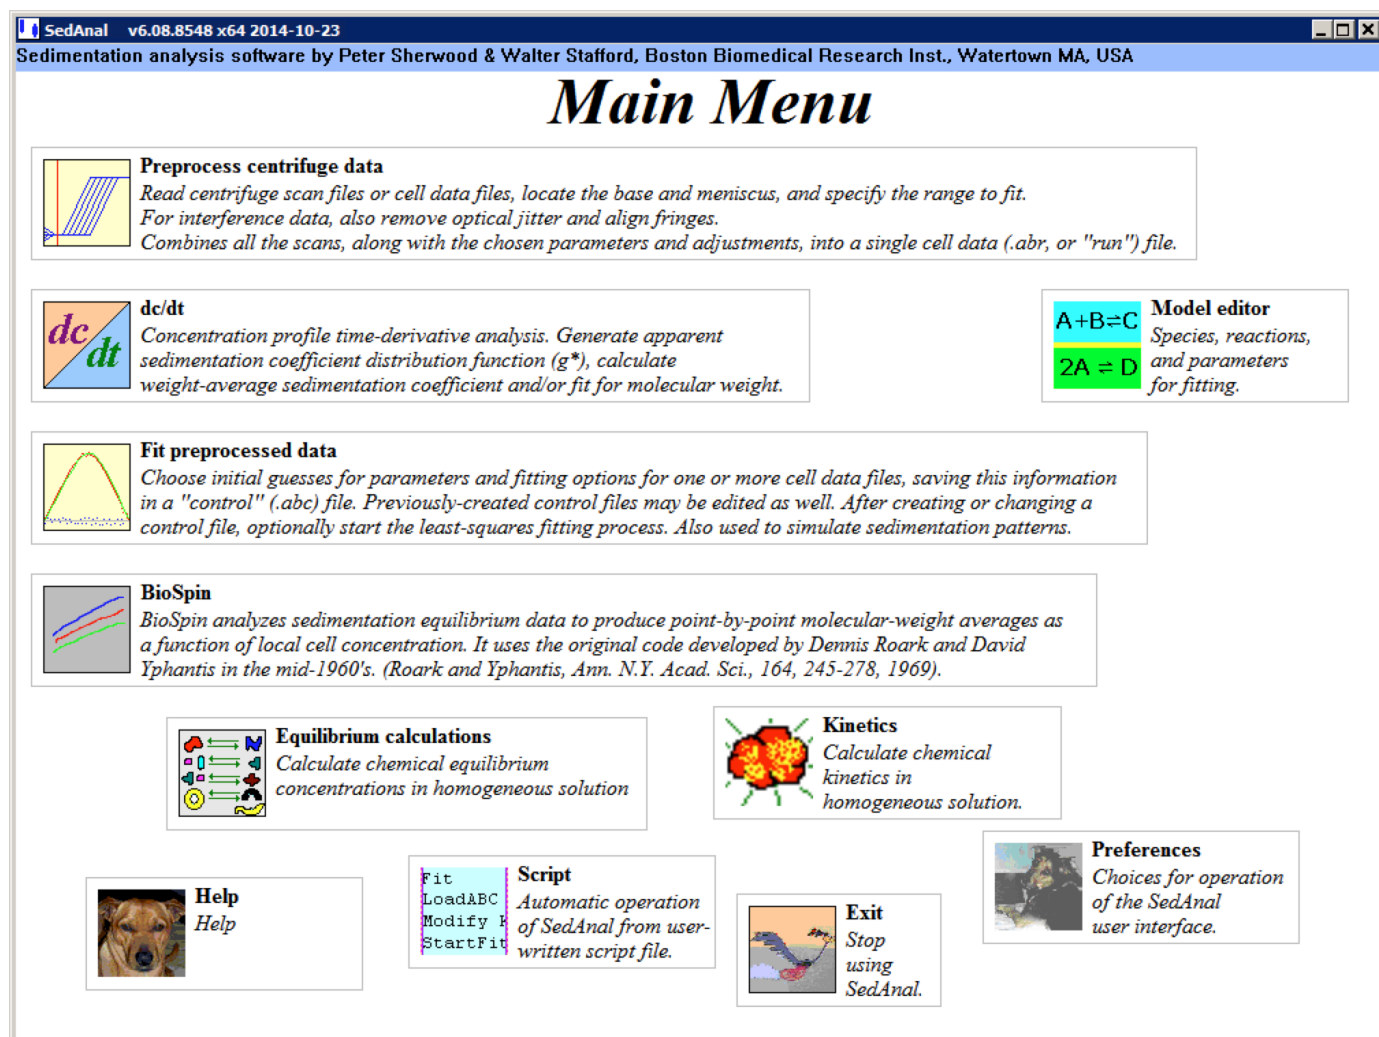 SedAnal v6.08.8548 x64 2014-10-23
Sedimentation analysis software by Peter Sherwood & Walter Stafford, Boston Biomedical Research Inst., Watertown MA, USA
Main Menu
Preprocess centrifuge data
Read centrifuge scan files or cell data files, locate the base and meniscus, and specify the range to fit.
For interference data, also remove optical jitter and align fringes.
Combines all the scans, along with the chosen parameters and adjustments, into a single cell data (.abr, or "run") file.
dc
dt
dc/dt
Concentration profile time-derivative analysis. Generate apparent
sedimentation coefficient distribution function (g*), calculate
weight-average sedimentation coefficient and/or fit for molecular weight.
A+B⇌C
2A ⇌ D
Model editor
Species, reactions,
and parameters
for fitting.
Fit preprocessed data
Choose initial guesses for parameters and fitting options for one or more cell data files, saving this information
in a "control" (.abc) file. Previously-created control files may be edited as well. After creating or changing a
control file, optionally start the least-squares fitting process. Also used to simulate sedimentation patterns.
BioSpin
BioSpin analyzes sedimentation equilibrium data to produce point-by-point molecular-weight averages as
a function of local cell concentration. It uses the original code developed by Dennis Roark and David
Yphantis in the mid-1960's. (Roark and Yphantis, Ann. N.Y. Acad. Sci., 164, 245-278, 1969).
Equilibrium calculations
Calculate chemical equilibrium
concentrations in homogeneous solution
Kinetics
Calculate chemical
kinetics in
homogeneous solution.
Help
Help
Fit
LoadABC
Modify K
StartFit
Script
Automatic operation
of SedAnal from user-
written script file.
Exit
Stop
using
SedAnal.
Preferences
Choices for operation
of the SedAnal
user interface.